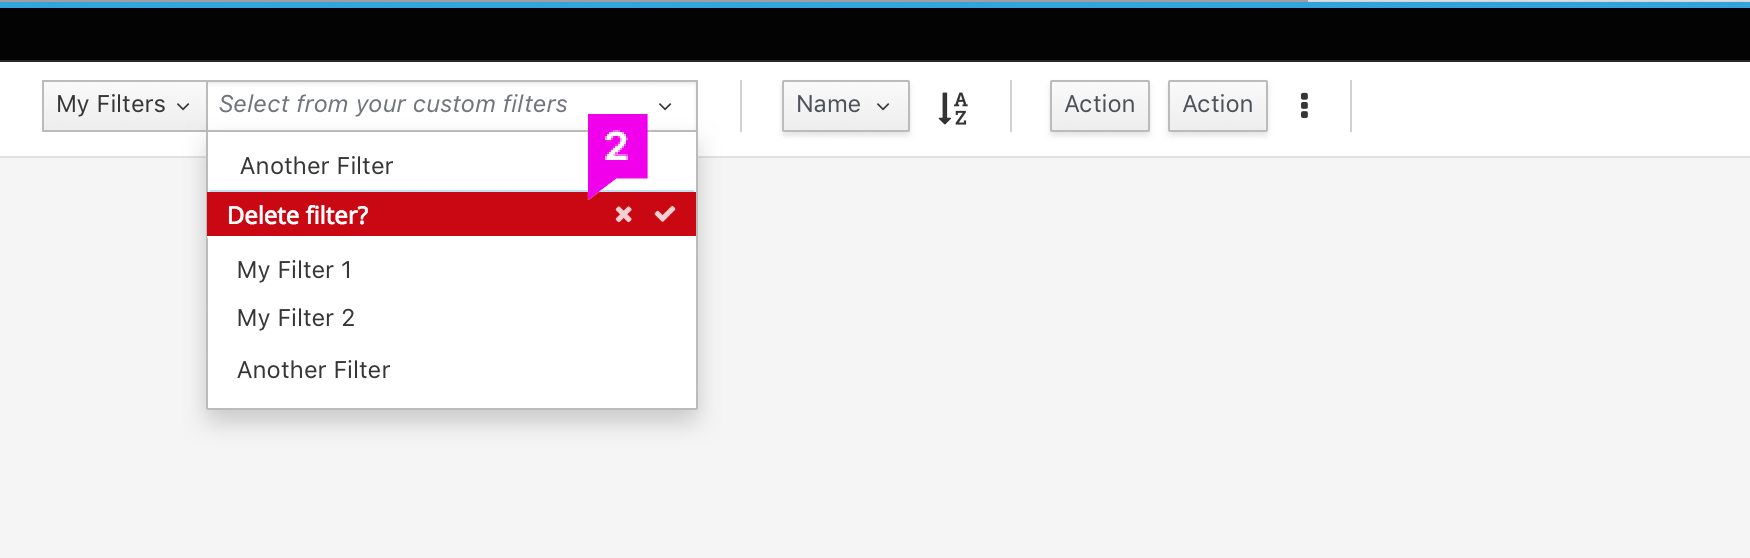 My Filters Select from your custom filters Name A Z Action Action
2
Another Filter
Delete filter?
My Filter 1
My Filter 2
Another Filter